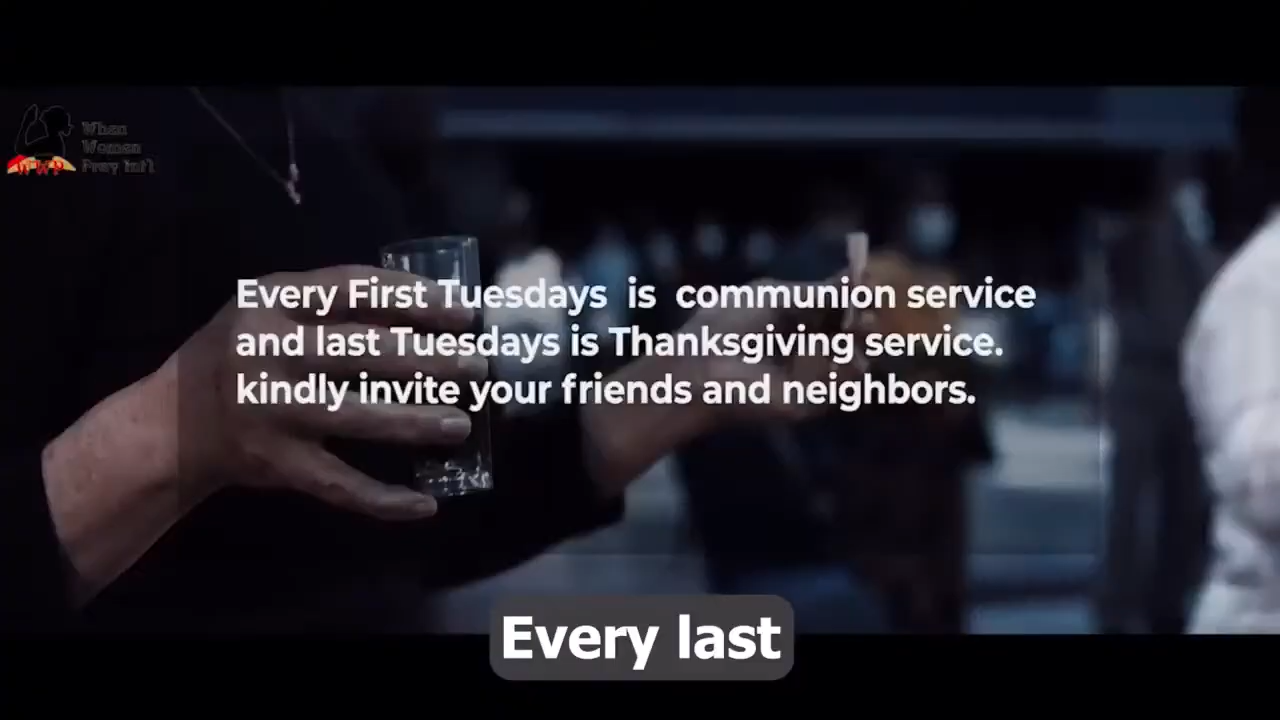 When
Women
Pray Int'l
WWP
Every First Tuesdays is communion service
and last Tuesdays is Thanksgiving service.
kindly invite your friends and neighbors.
Every last